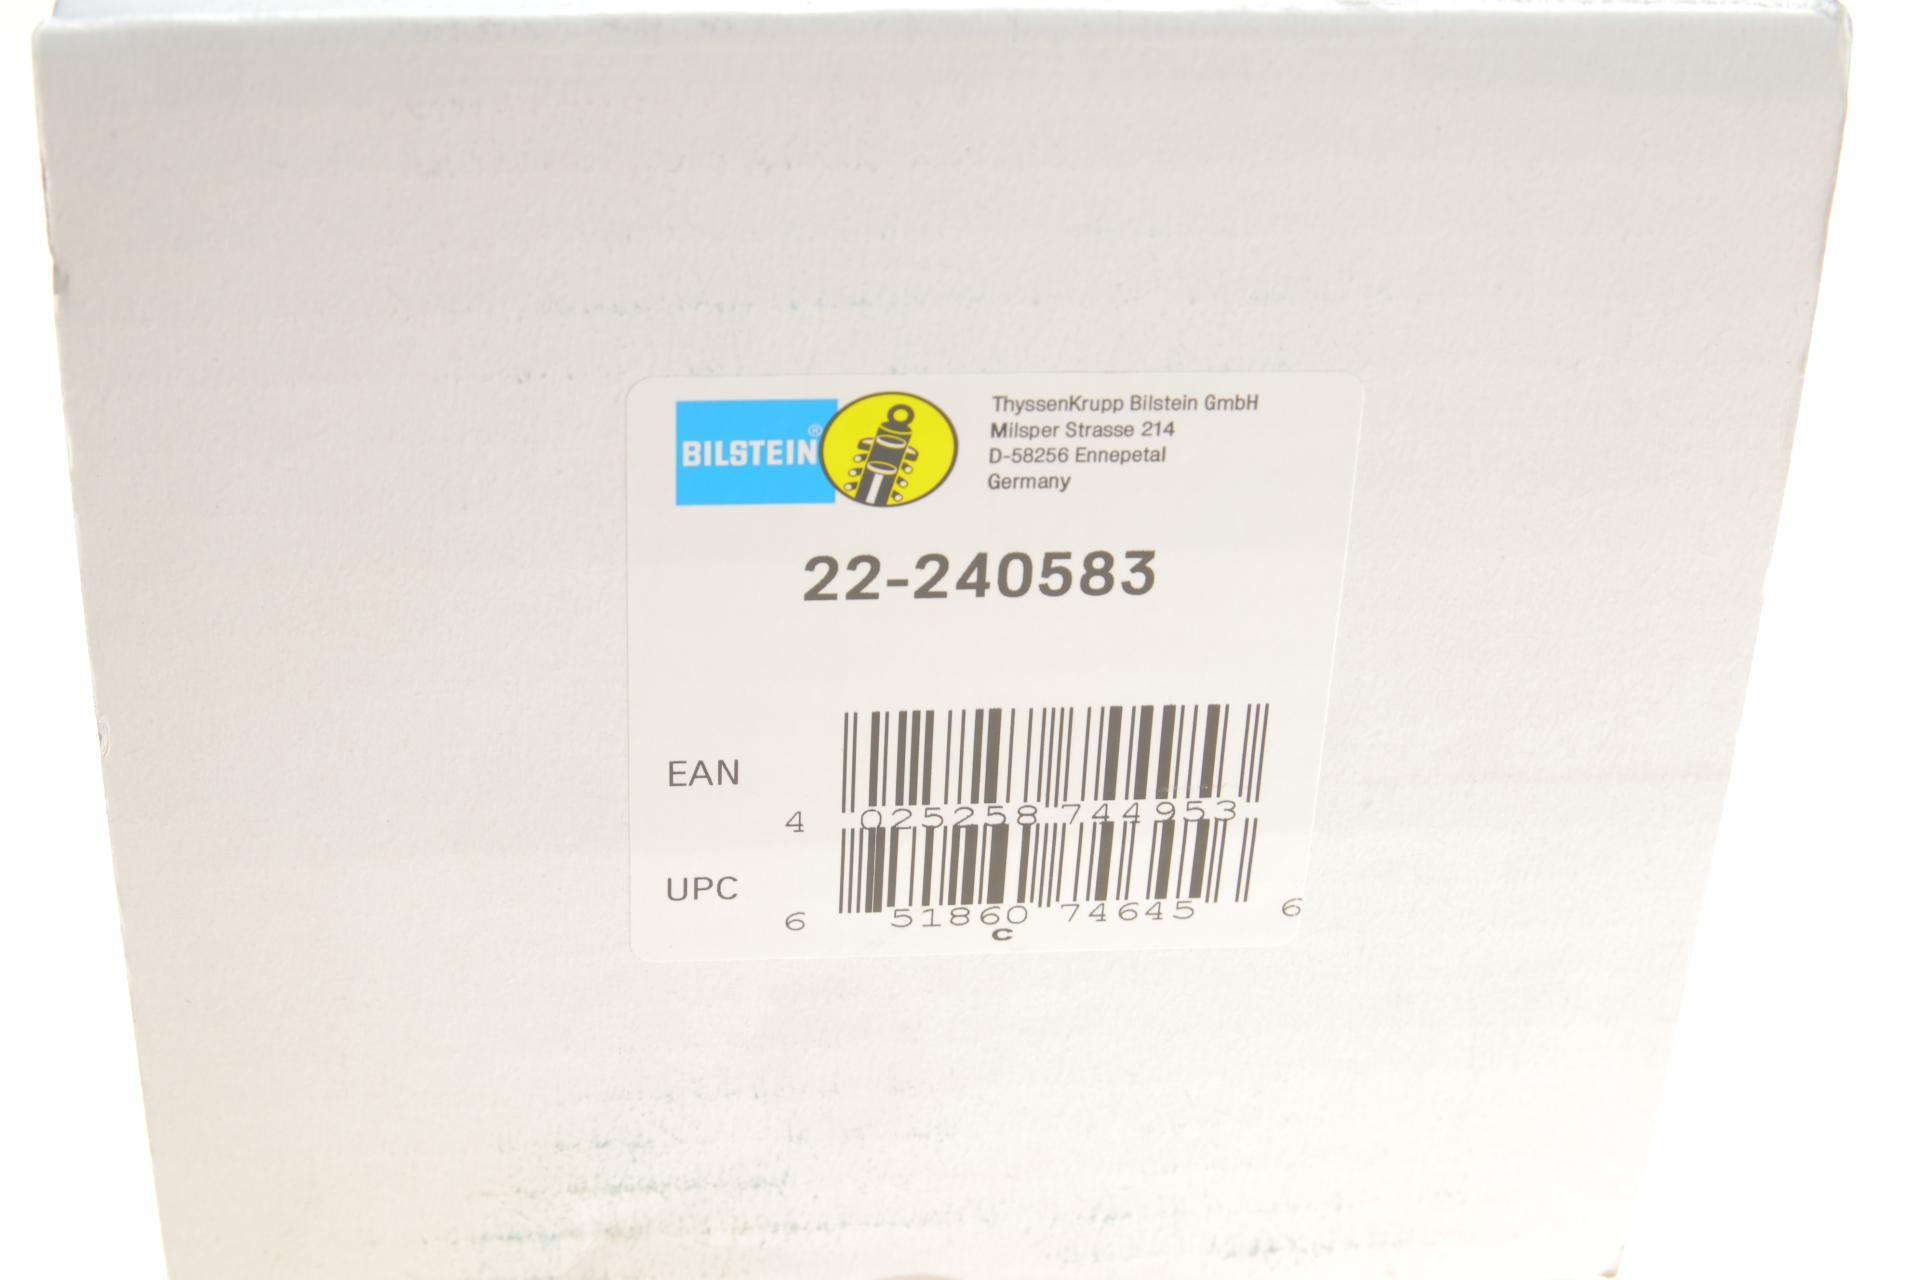 BILSTEIN®
ThyssenKrupp Bilstein GmbH
Milsper Strasse 214
D-58256 Ennepetal
Germany
22-240583
EAN
4 025258 744953
UPC
6 51860 74645 6
c